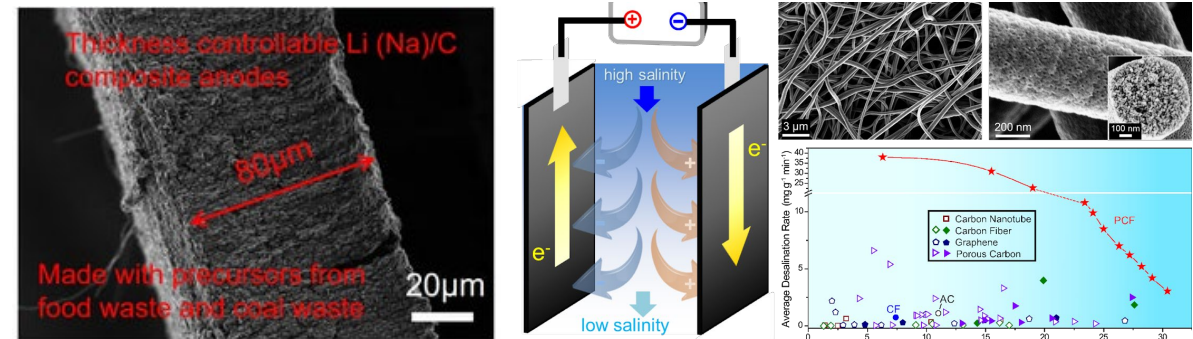 Thickness controllable Li (Na)/C
composite anodes
80μm
Made with precursors from
food waste and coal waste
20μm
+
−
high salinity
e-
e-
low salinity
3 μm
200 nm
100 nm
Average Desalination Rate (mg g-1 min-1)
40
35
30
25
10
5
0
Carbon Nanotube
Carbon Fiber
Graphene
Porous Carbon
PCF
CF
AC
0
5
10
15
20
25
30